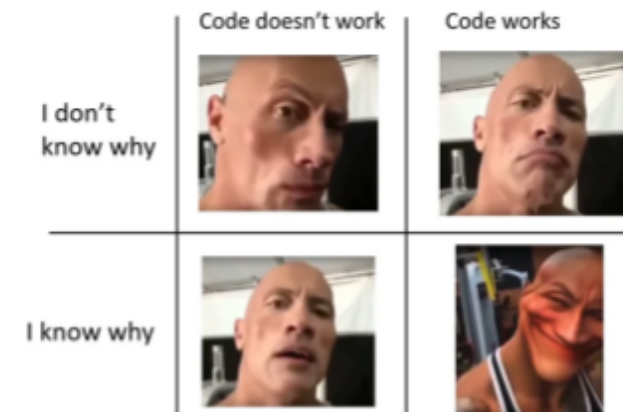 Code doesn't work
Code works
I don't
know why
I know why